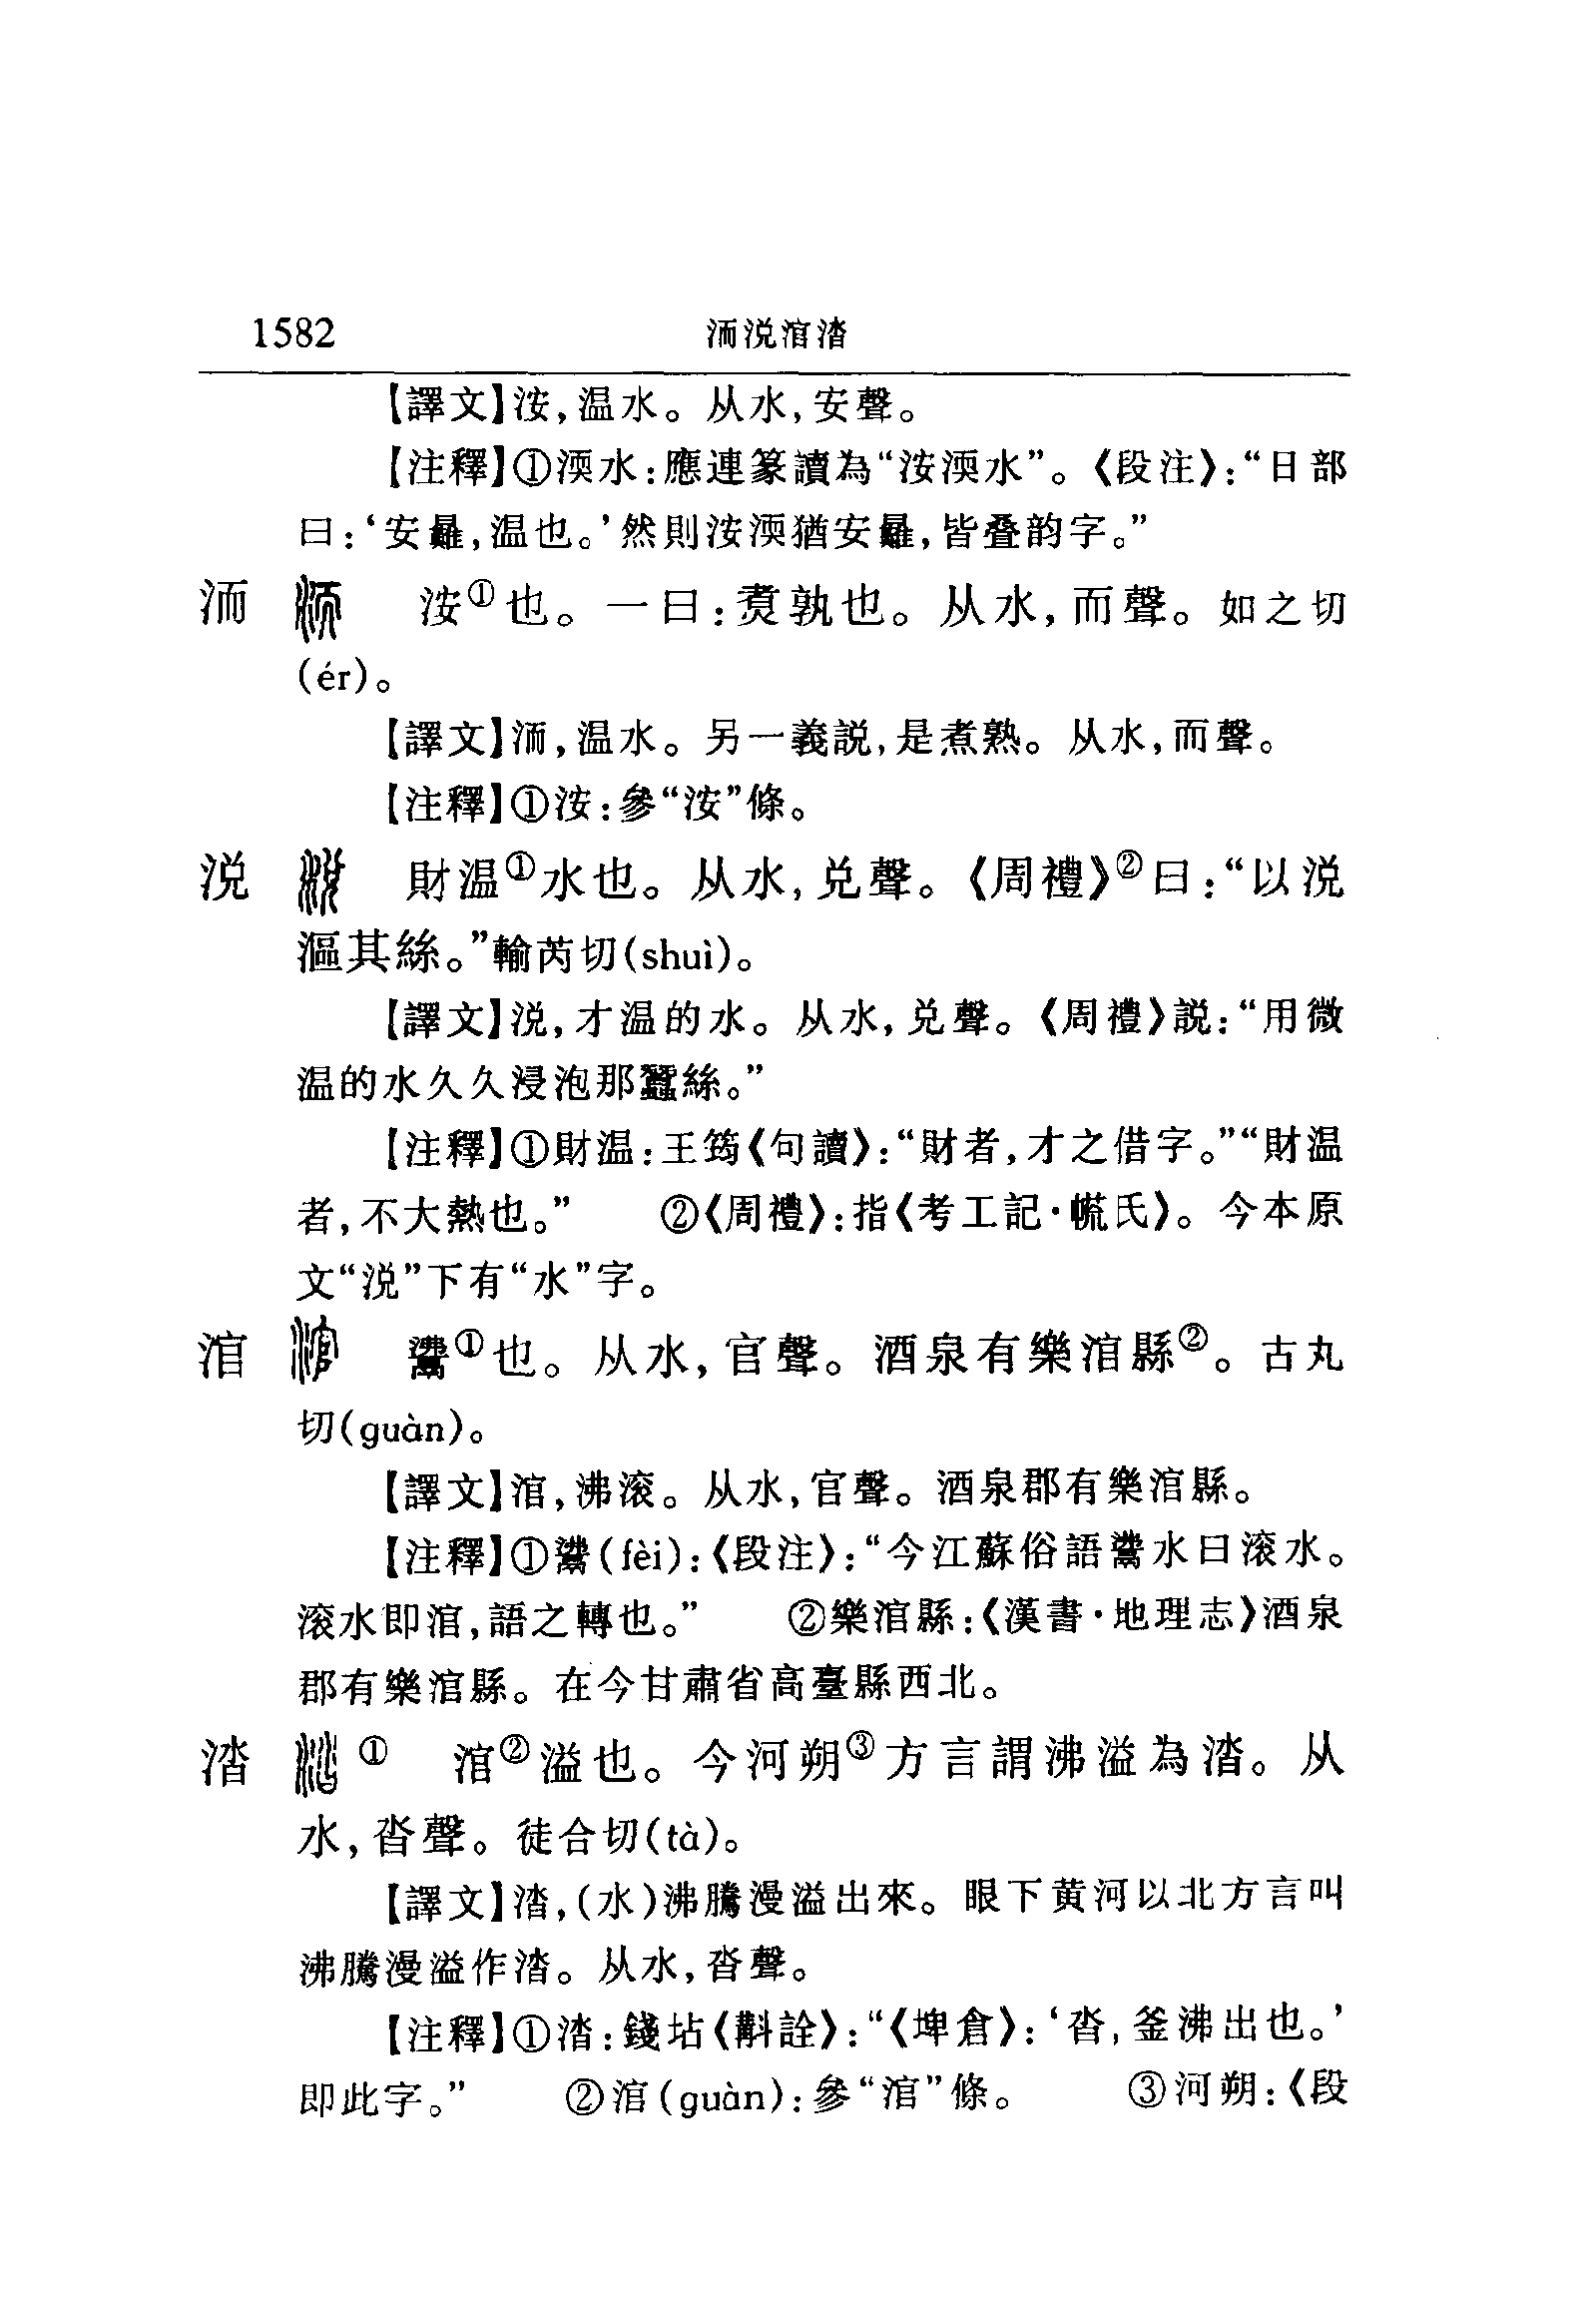 1582 洏涚涫涾
【譯文】洝,温水。从水,安聲。
【注釋】①渜水:應連篆讀為“洝渜水”。《段注》:“日部
曰:‘安㬮,温也。’然則洝渜猶安㬮,皆叠韵字。”
洏 洝①也。一曰:煑孰也。从水,而聲。如之切
(ér)。
【譯文】洏,温水。另一義説,是煮熟。从水,而聲。
【注釋】①洝:參“洝”條。
涚 財温①水也。从水,兑聲。《周禮》②曰:“以涚
漚其絲。”輸芮切(shuì)。
【譯文】涚,才温的水。从水,兑聲。《周禮》説:“用微
温的水久久浸泡那蠶絲。”
【注釋】①財温:王筠《句讀》:“財者,才之借字。”“財温
者,不大熱也。” ②《周禮》:指《考工記·㡆氏》。今本原
文“涚”下有“水”字。
涫 灊①也。从水,官聲。酒泉有樂涫縣②。古丸
切(guàn)。
【譯文】涫,沸滚。从水,官聲。酒泉郡有樂涫縣。
【注釋】①(fèi):《段注》:“今江蘇俗語水曰滚水。
滚水即涫,語之轉也。” ②樂涫縣:《漢書·地理志》酒泉
郡有樂涫縣。在今甘肅省高臺縣西北。
涾 ① 涫②溢也。今河朔③方言謂沸溢為涾。从
水,沓聲。徒合切(tà)。
【譯文】涾,(水)沸騰漫溢出來。眼下黄河以北方言叫
沸騰漫溢作涾。从水,沓聲。
【注釋】①涾:錢坫《斠詮》:“《埤倉》:‘沓,釜沸出也。’
即此字。” ②涫(guàn):參“涫”條。 ③河朔:《段